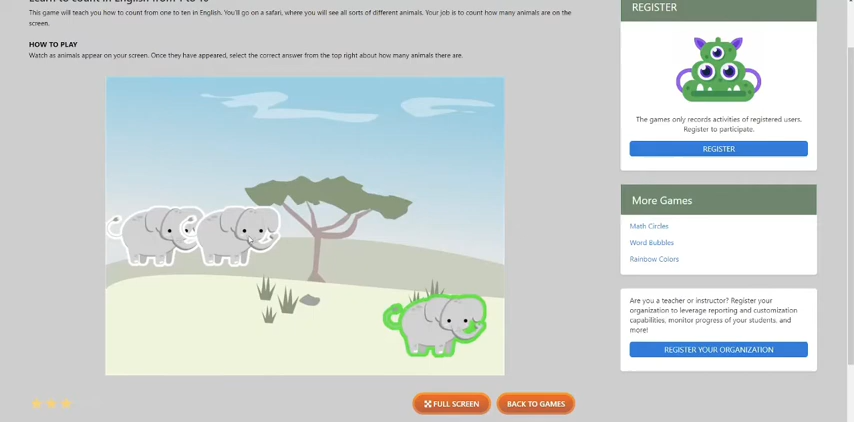 Learn to count in English from 1 to 10
This game will teach you how to count from one to ten in English. You'll go on a safari, where you will see all sorts of different animals. Your job is to count how many animals are on the
screen.
HOW TO PLAY
Watch as animals appear on your screen. Once they have appeared, select the correct answer from the top right about how many animals there are.
FULL SCREEN
BACK TO GAMES
REGISTER
The games only records activities of registered users.
Register to participate.
REGISTER
More Games
Math Circles
Word Bubbles
Rainbow Colors
Are you a teacher or instructor? Register your
organization to leverage reporting and customization
capabilities, monitor progress of your students, and
more!
REGISTER YOUR ORGANIZATION